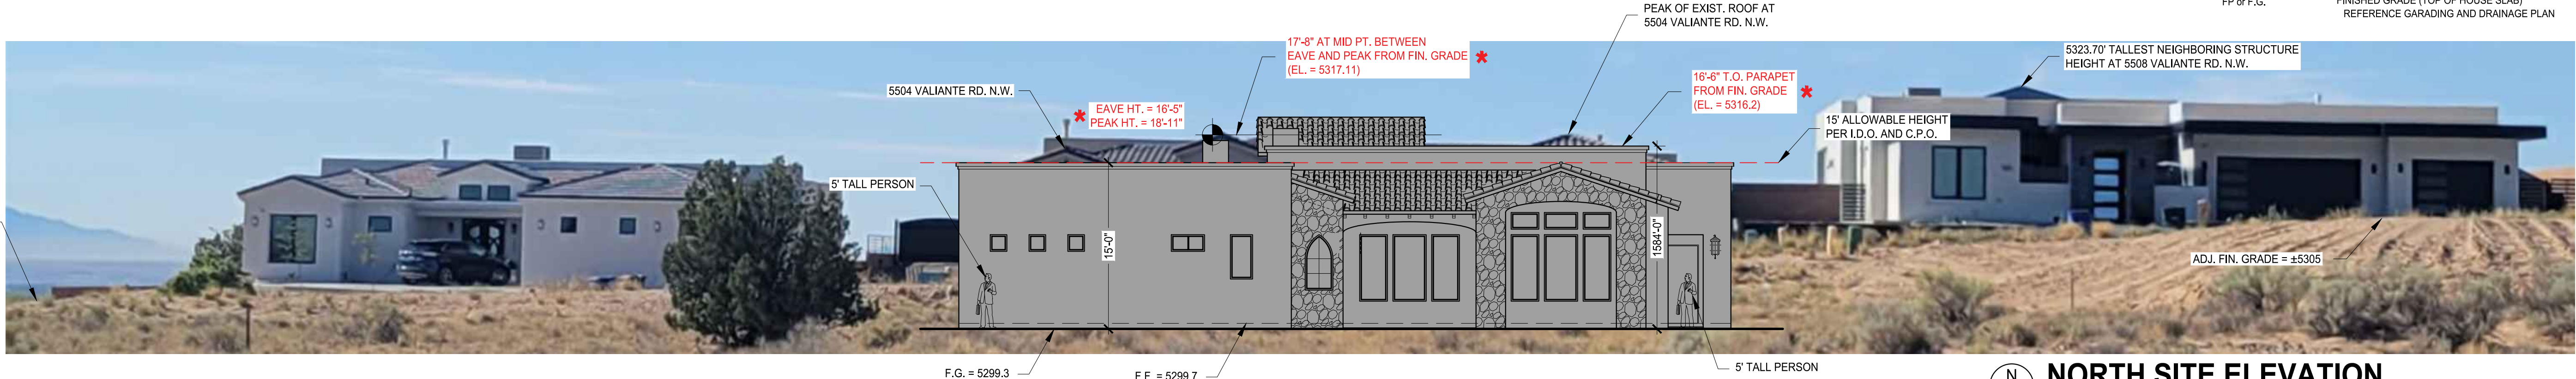 PEAK OF EXIST. ROOF AT
5504 VALIANTE RD. N.W.
FP or F.G.
FINISHED GRADE (TOP OF HOUSE SLAB)
REFERENCE GARADING AND DRAINAGE PLAN
17'-8" AT MID PT. BETWEEN
EAVE AND PEAK FROM FIN. GRADE *
(EL. = 5317.11)
5323.70' TALLEST NEIGHBORING STRUCTURE
HEIGHT AT 5508 VALIANTE RD. N.W.
5504 VALIANTE RD. N.W.
16'-6" T.O. PARAPET
FROM FIN. GRADE *
(EL. = 5316.2)
* EAVE HT. = 16'-5"
PEAK HT. = 18'-11"
15' ALLOWABLE HEIGHT
PER I.D.O. AND C.P.O.
5' TALL PERSON
15'-0"
1584'-0"
ADJ. FIN. GRADE = ±5305
5' TALL PERSON
F.G. = 5299.3
F.F. = 5299.7
N
NORTH SITE ELEVATION